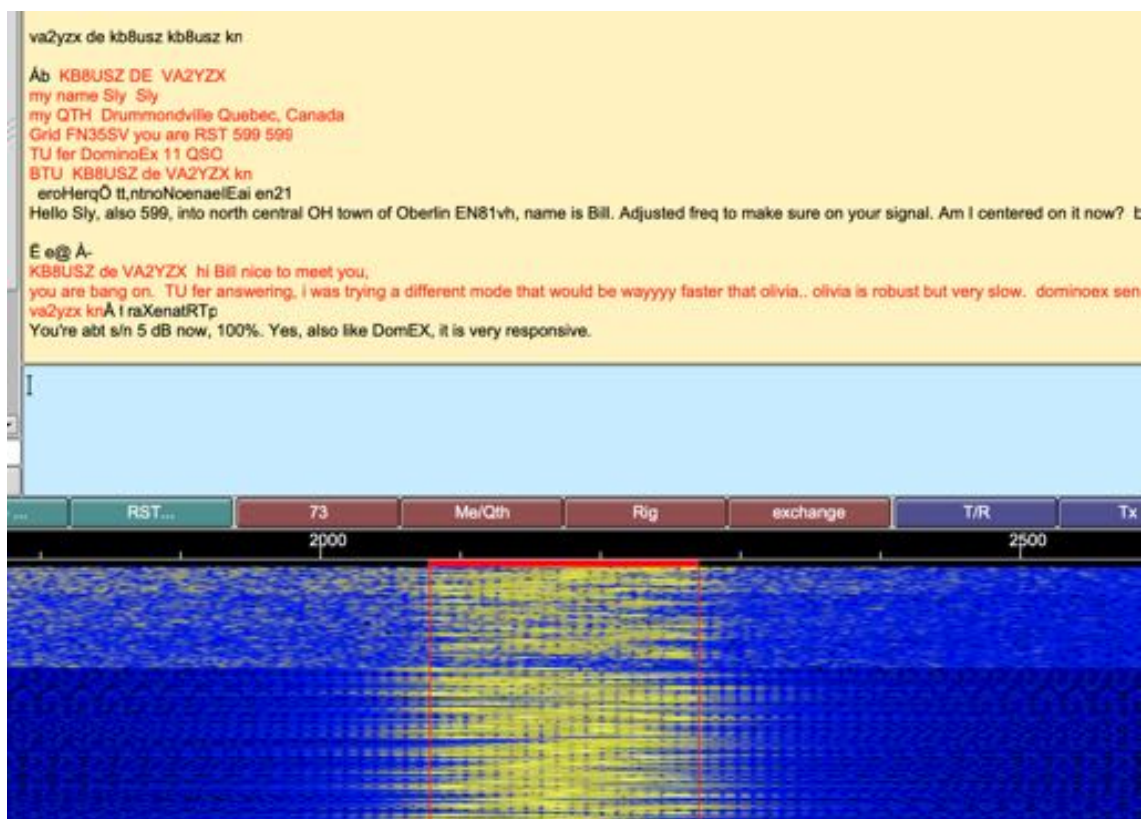 va2yzx de kb8usz kb8usz kn
Áb KB8USZ DE VA2YZX
my name Sly Sly
my QTH Drummondville Quebec, Canada
Grid FN35SV you are RST 599 599
TU fer DominoEx 11 QSO
BTU KB8USZ de VA2YZX kn
eroHerqÔ tt,ntnoNoenaelEai en21
Hello Sly, also 599, into north central OH town of Oberlin EN81vh, name is Bill. Adjusted freq to make sure on your signal. Am I centered on it now? b
Ë e@ À-
KB8USZ de VA2YZX hi Bill nice to meet you,
you are bang on. TU fer answering, i was trying a different mode that would be wayyyy faster that olivia.. olivia is robust but very slow. dominoex sem
va2yzx knÅ l raXenatRTp
You're abt s/n 5 dB now, 100%. Yes, also like DomEX, it is very responsive.
... RST... 73 Me/Qth Rig exchange T/R Tx
2000 2500